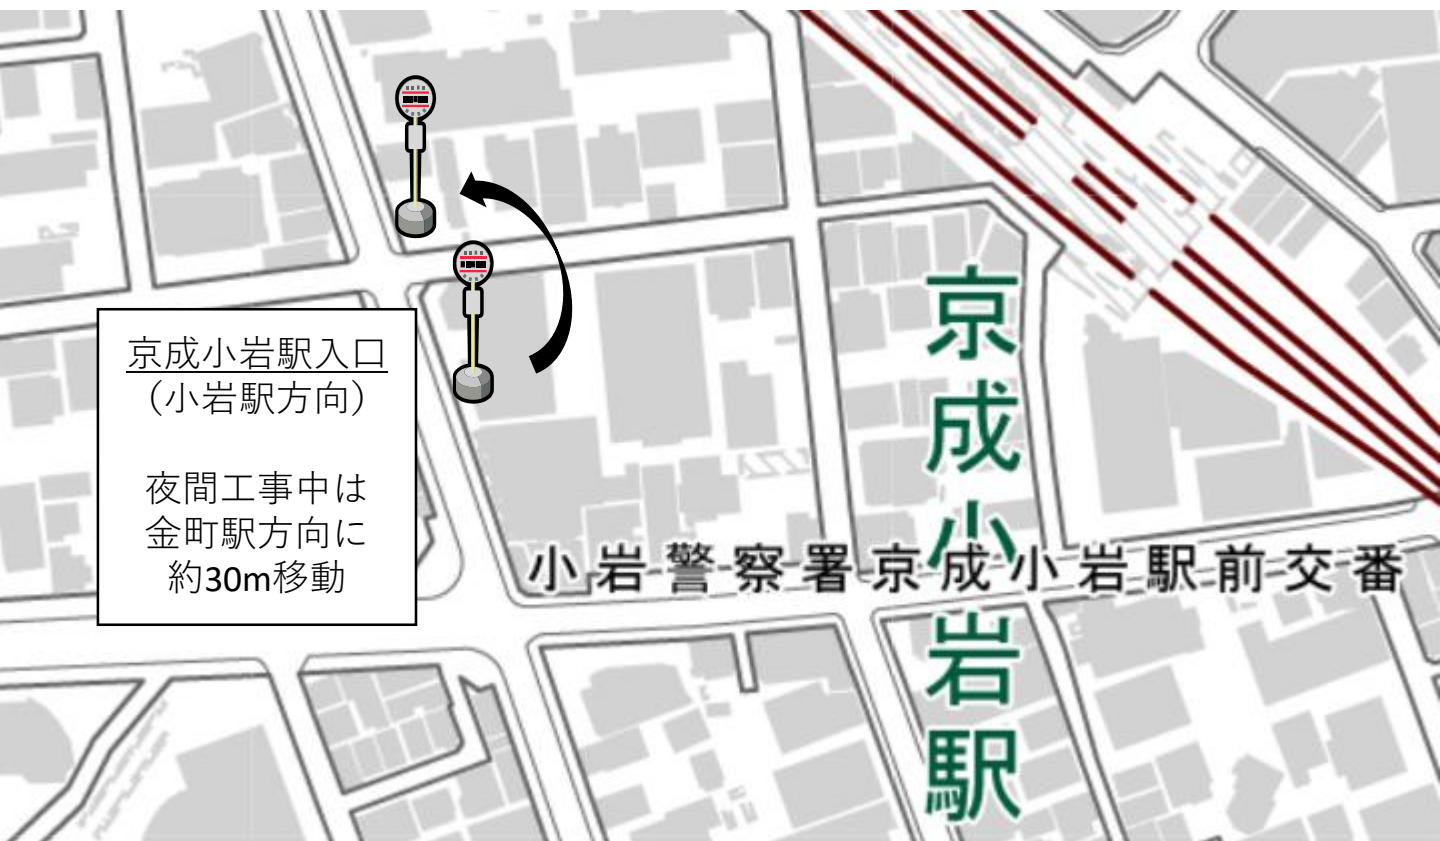 京成小岩駅入口
（小岩駅方向）
夜間工事中は
金町駅方向に
約30m移動
京成小岩駅
小岩警察署京成小岩駅前交番